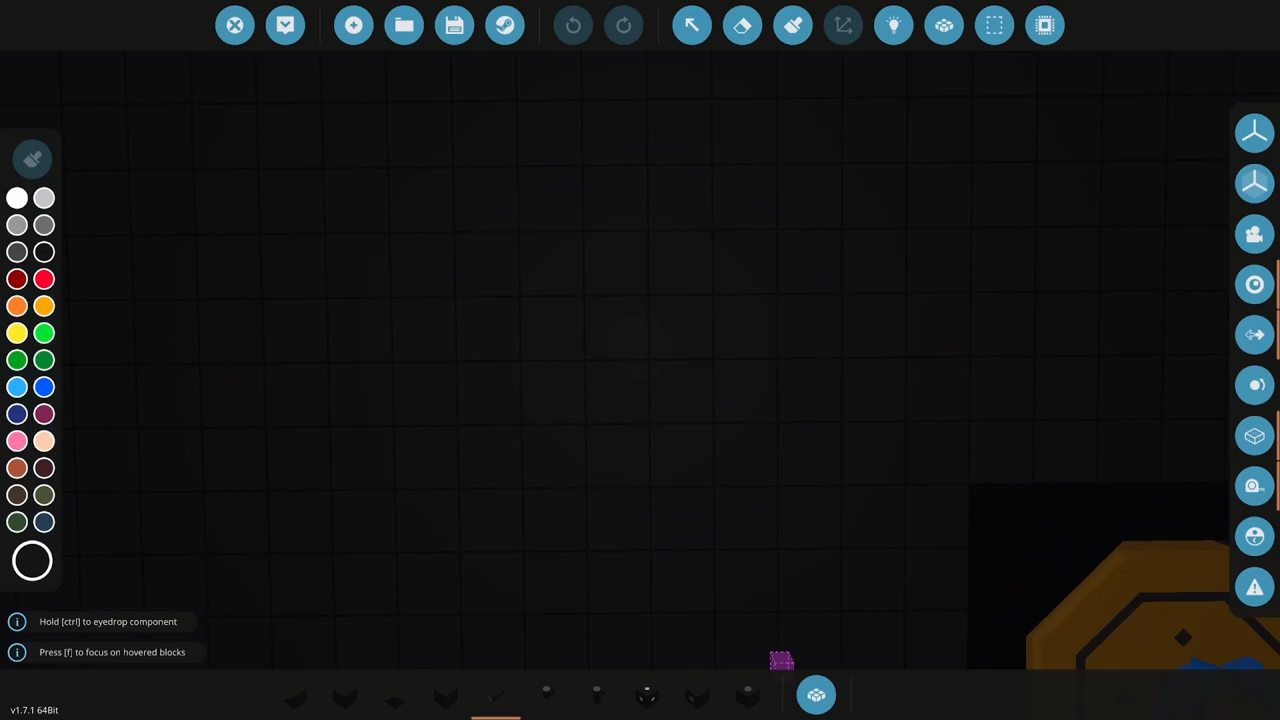 Hold [ctrl] to eyedrop component
Press [f] to focus on hovered blocks
v1.7.1 64Bit